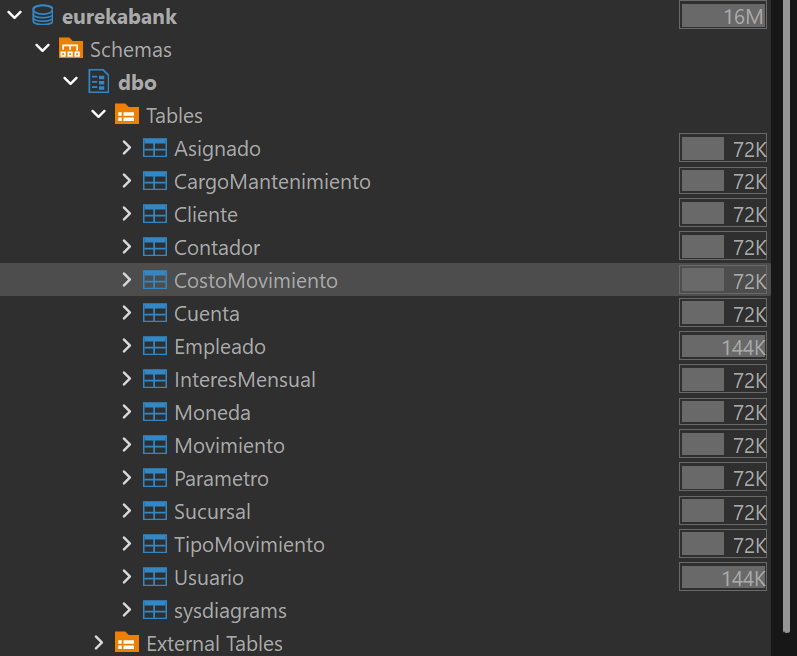 eurekabank 16M
Schemas
dbo
Tables
Asignado 72K
CargoMantenimiento 72K
Cliente 72K
Contador 72K
CostoMovimiento 72K
Cuenta 72K
Empleado 144K
InteresMensual 72K
Moneda 72K
Movimiento 72K
Parametro 72K
Sucursal 72K
TipoMovimiento 72K
Usuario 144K
sysdiagrams
External Tables